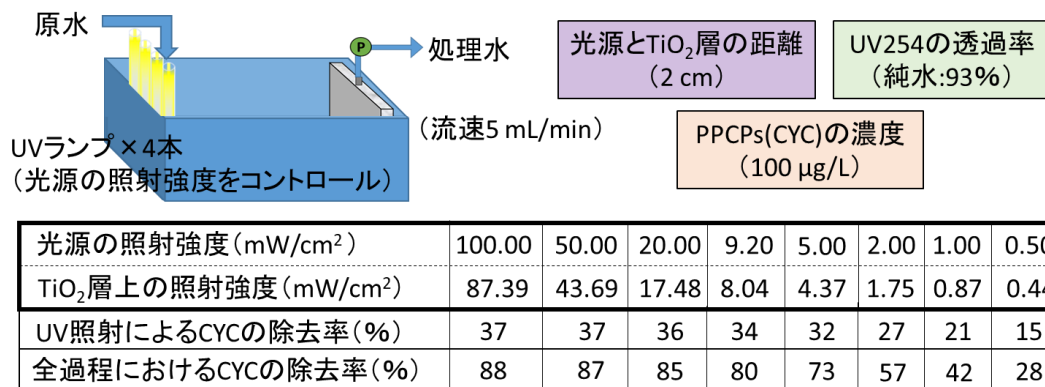 原水
P
処理水
(流速5 mL/min)
UVランプ×4本
(光源の照射強度をコントロール)
光源とTiO₂層の距離
(2 cm)
UV254の透過率
(純水:93%)
PPCPs(CYC)の濃度
(100 μg/L)
光源の照射強度(mW/cm²) 100.00 50.00 20.00 9.20 5.00 2.00 1.00 0.50
TiO₂層上の照射強度(mW/cm²) 87.39 43.69 17.48 8.04 4.37 1.75 0.87 0.44
UV照射によるCYCの除去率(%) 37 37 36 34 32 27 21 15
全過程におけるCYCの除去率(%) 88 87 85 80 73 57 42 28